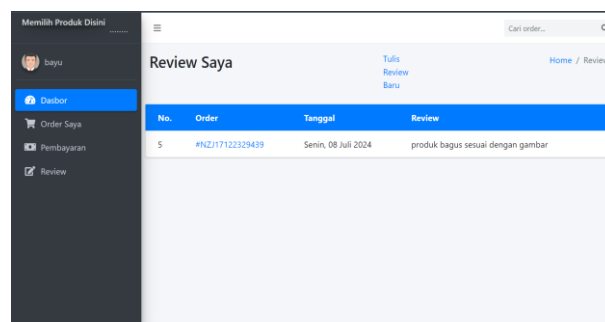 Memilih Produk Disini
........
Cari order...
bayu
Review Saya
Tulis
Review
Baru
Home / Review
Dasbor
Order Saya
Pembayaran
Review
No. Order Tanggal Review
5 #NZJ17122329439 Senin, 08 Juli 2024 produk bagus sesuai dengan gambar